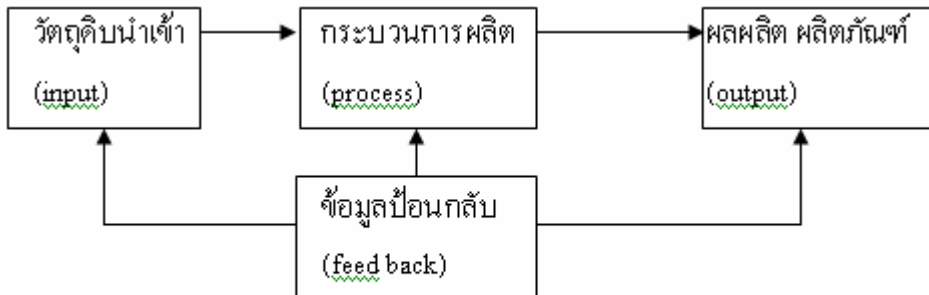 วัตถุดิบนำเข้า
(input)
กระบวนการผลิต
(process)
ผลผลิต ผลิตภัณฑ์
(output)
ข้อมูลป้อนกลับ
(feed back)